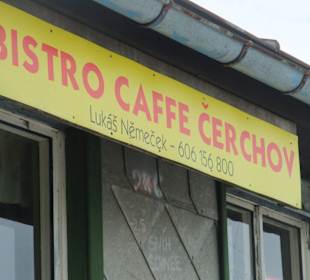 BISTRO CAFFE ČERCHOV
Lukáš Němeček - 606 156 800